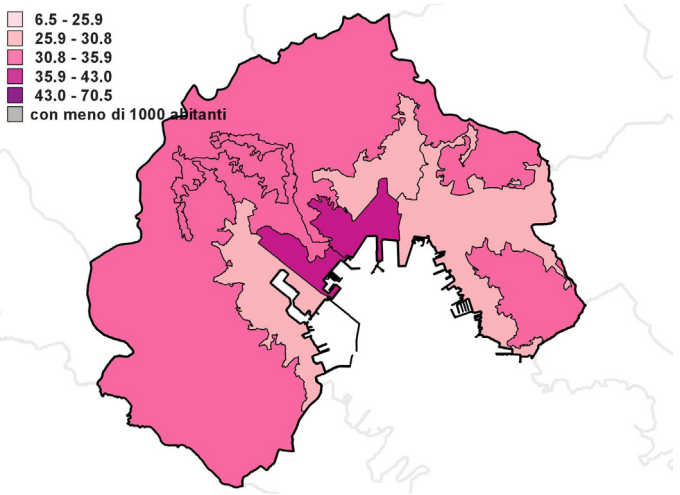 6.5 - 25.9
25.9 - 30.8
30.8 - 35.9
35.9 - 43.0
43.0 - 70.5
con meno di 1000 abitanti